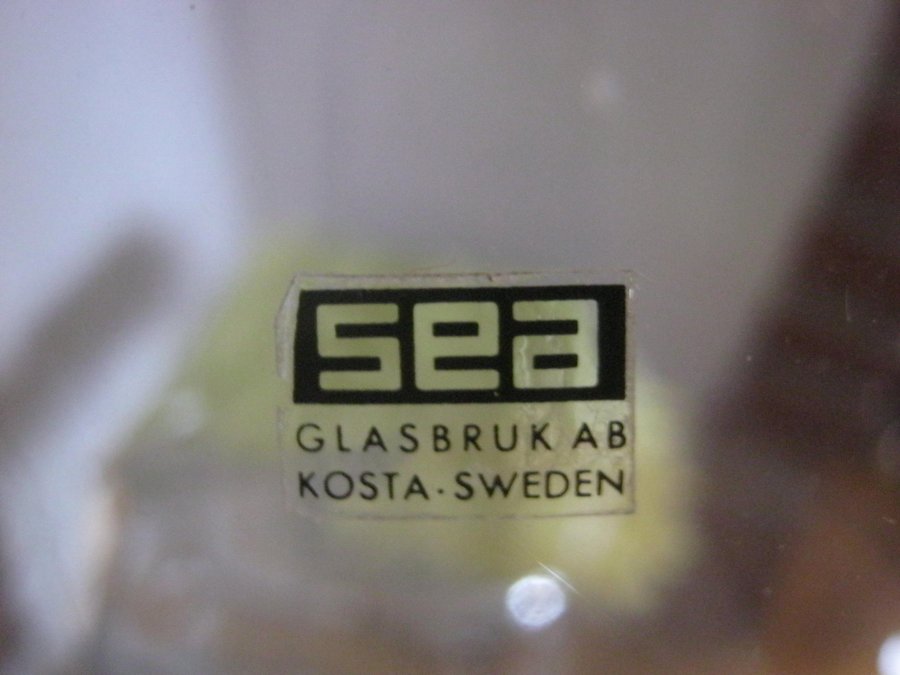 sea
GLASBRUK AB
KOSTA · SWEDEN